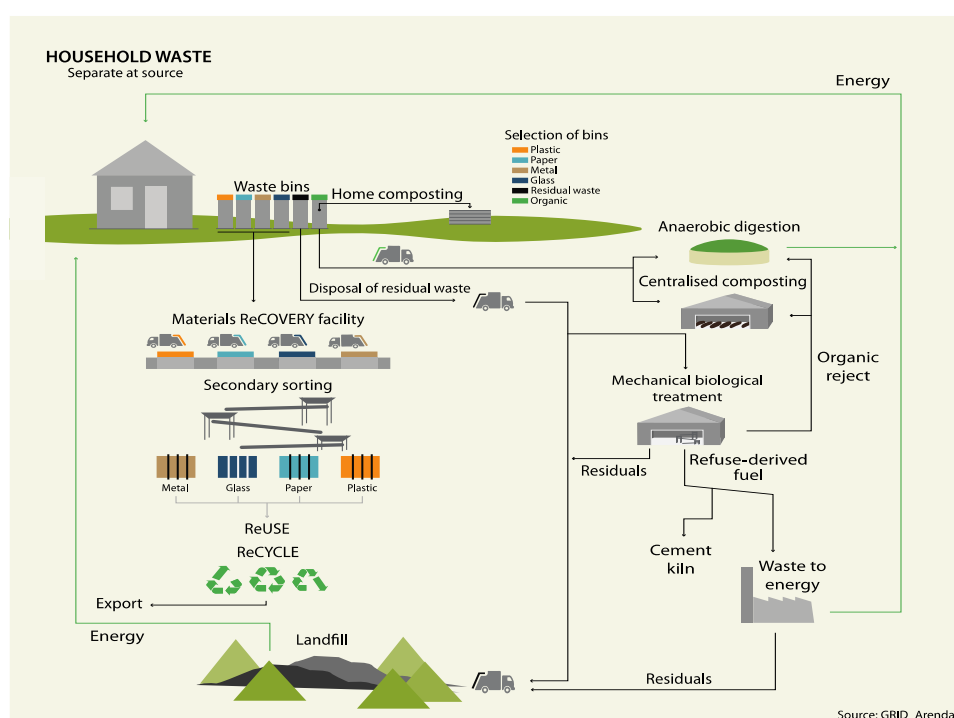 HOUSEHOLD WASTE
Separate at source
Energy
Selection of bins
Plastic
Paper
Metal
Glass
Residual waste
Organic
Waste bins
Home composting
Anaerobic digestion
Centralised composting
Disposal of residual waste
Materials ReCOVERY facility
Organic
reject
Secondary sorting
Mechanical biological
treatment
Residuals
Refuse-derived
fuel
Metal
Glass
Paper
Plastic
ReUSE
ReCYCLE
Cement
kiln
Waste to
energy
Export
Energy
Landfill
Residuals
Source: GRID_Arenda